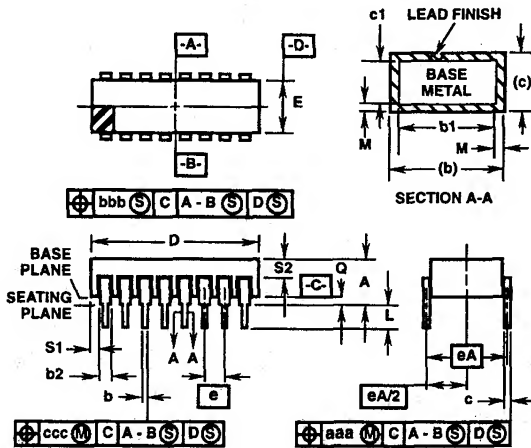 c1 LEAD FINISH
-A- -D-
BASE METAL
(c)
E
M
b1
M
-B-
(b)
SECTION A-A
⌖ bbb Ⓢ C A - B Ⓢ D Ⓢ
D
BASE PLANE
S2
Q
A
-C-
SEATING PLANE
L
S1
A A
eA
b2
b
e
eA/2
c
⌖ ccc Ⓜ C A - B Ⓢ D Ⓢ
⌖ aaa Ⓜ C A - B Ⓢ D Ⓢ